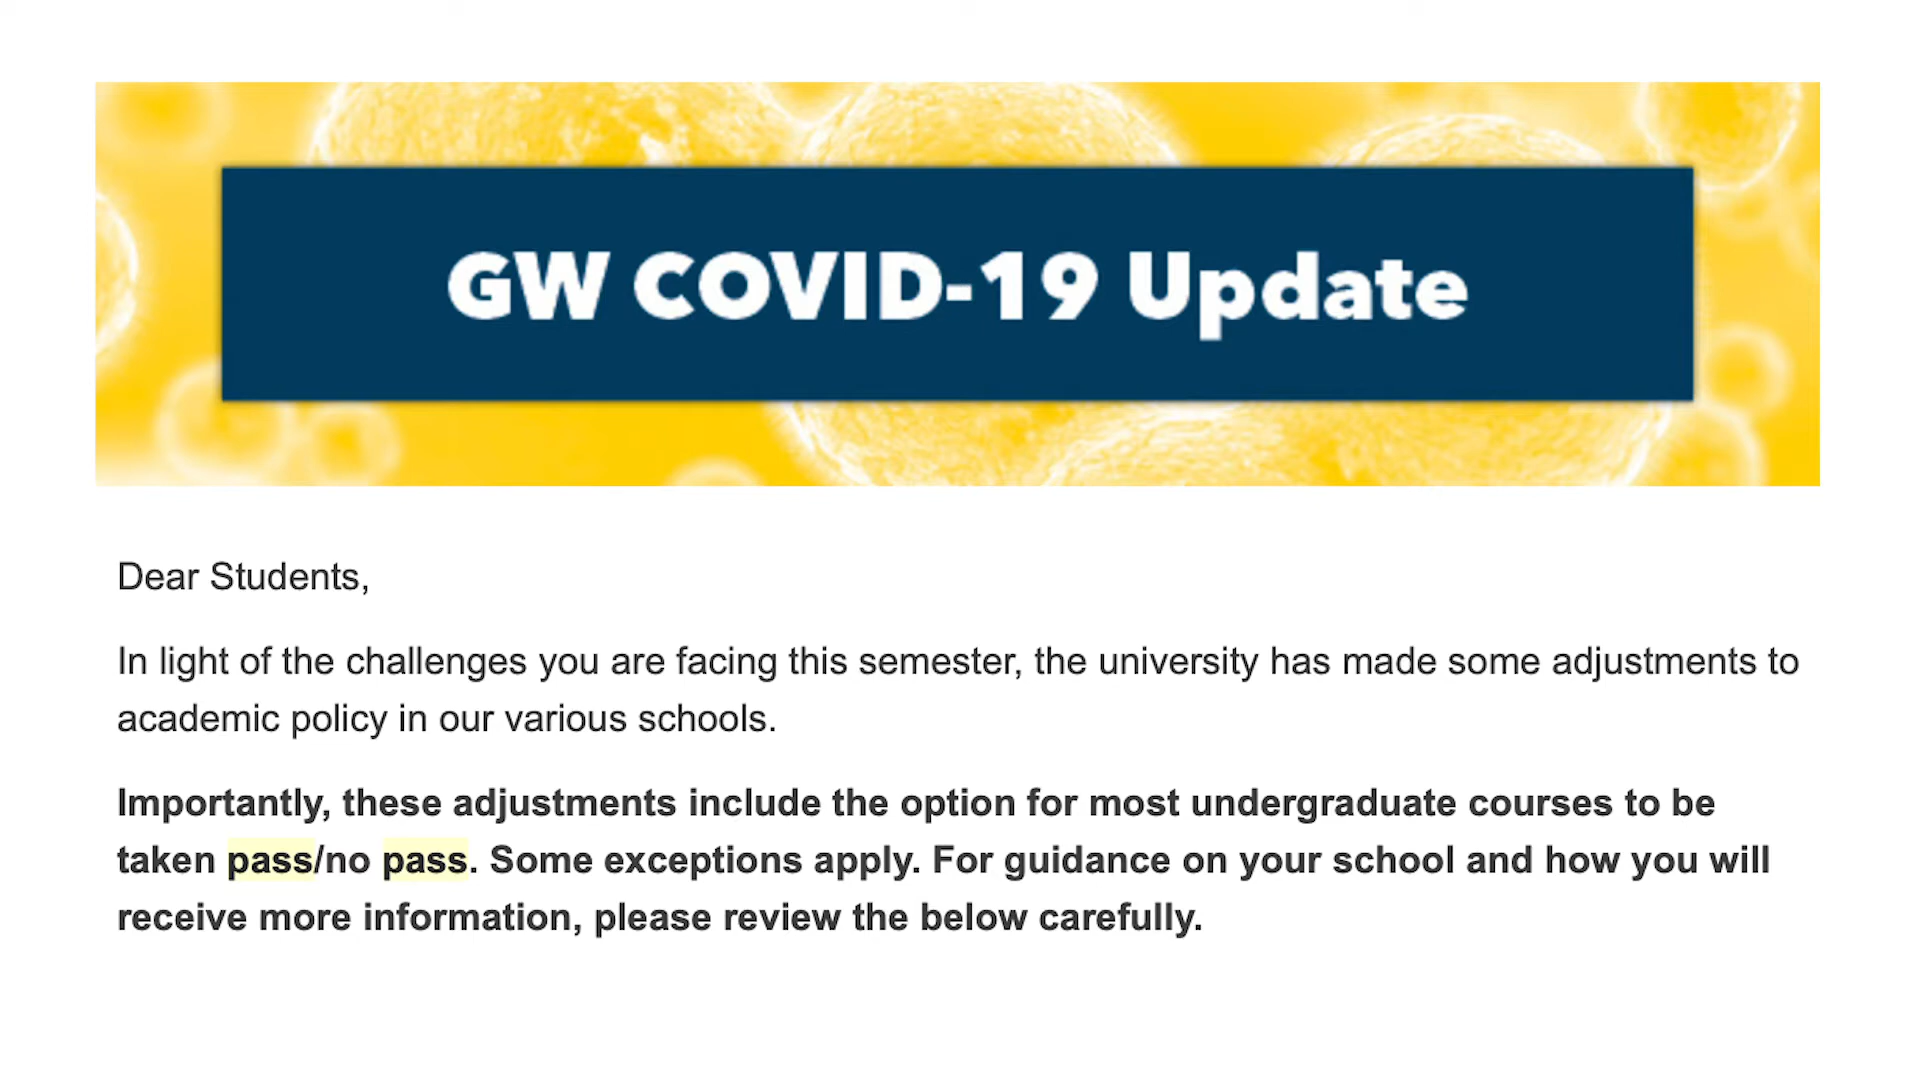 GW COVID-19 Update
Dear Students,
In light of the challenges you are facing this semester, the university has made some adjustments to
academic policy in our various schools.
Importantly, these adjustments include the option for most undergraduate courses to be
taken pass/no pass. Some exceptions apply. For guidance on your school and how you will
receive more information, please review the below carefully.